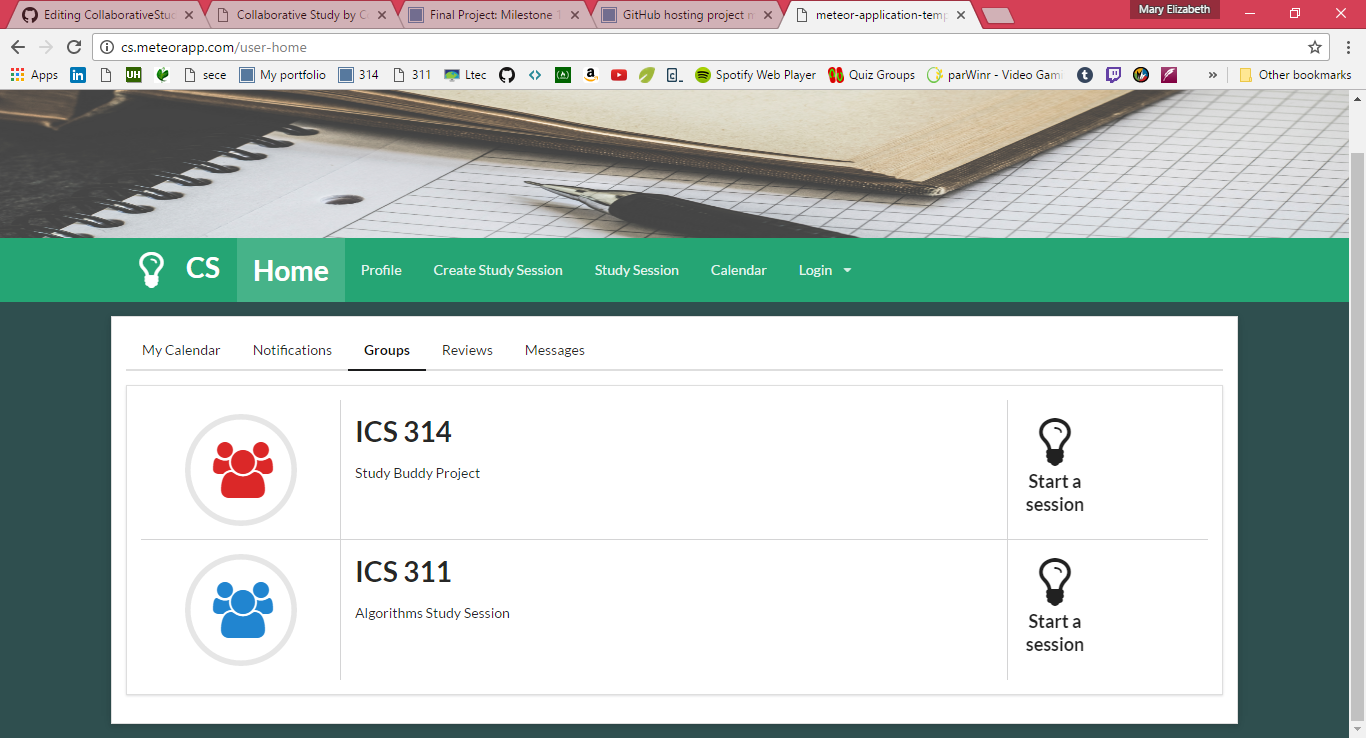 Mary Elizabeth
Editing CollaborativeStud
Collaborative Study by C
Final Project: Milestone 1
GitHub hosting project m
meteor-application-temp
cs.meteorapp.com/user-home
Apps
UH
sece
My portfolio
314
311
Ltec
Spotify Web Player
Quiz Groups
parWinr - Video Gam
»
Other bookmarks
CS
Home
Profile
Create Study Session
Study Session
Calendar
Login
My Calendar
Notifications
Groups
Reviews
Messages
ICS 314
Study Buddy Project
Start a
session
ICS 311
Algorithms Study Session
Start a
session